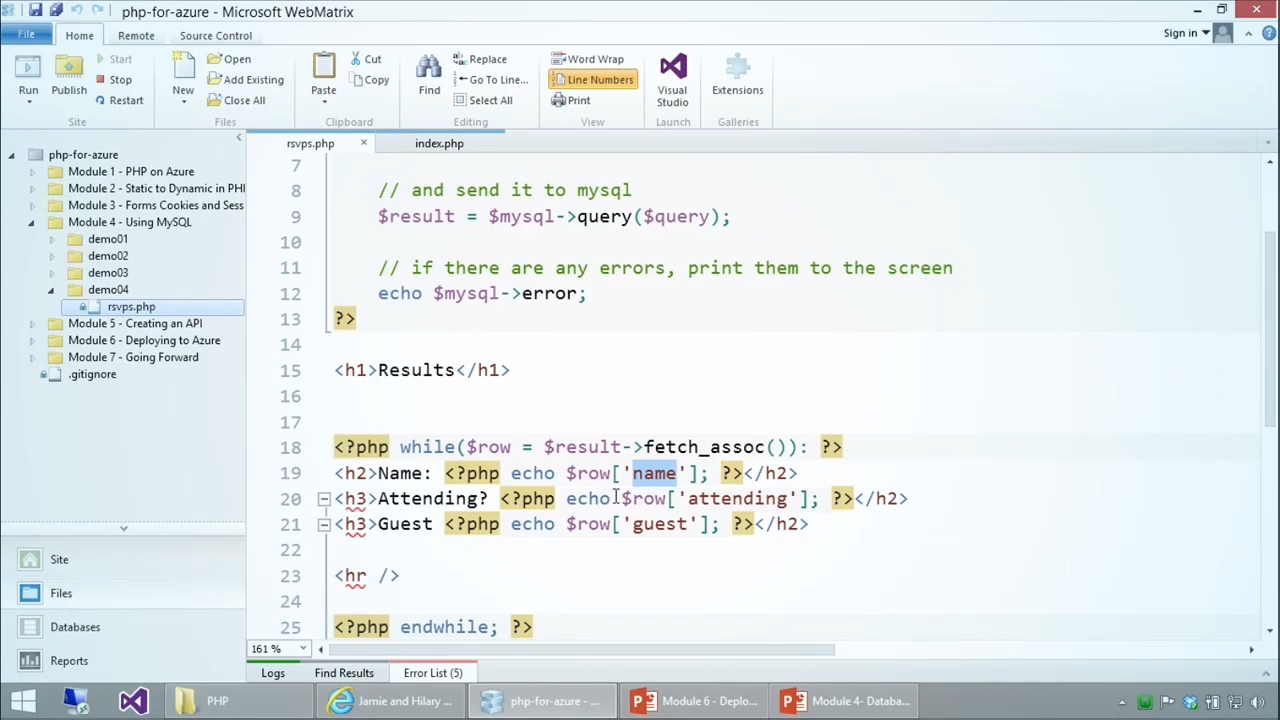 php-for-azure - Microsoft WebMatrix
File Home Remote Source Control Sign in
Run Publish Start Stop Restart Site
New Open Add Existing Close All Files
Paste Cut Copy Clipboard
Find Replace Go To Line... Select All Editing
Word Wrap Line Numbers Print View
Visual Studio Launch
Extensions Galleries
php-for-azure
Module 1 - PHP on Azure
Module 2 - Static to Dynamic in PHI
Module 3 - Forms Cookies and Sess
Module 4 - Using MySQL
demo01
demo02
demo03
demo04
rsvps.php
Module 5 - Creating an API
Module 6 - Deploying to Azure
Module 7 - Going Forward
.gitignore
Site
Files
Databases
Reports
rsvps.php × index.php
7
8 // and send it to mysql
9 $result = $mysql->query($query);
10
11 // if there are any errors, print them to the screen
12 echo $mysql->error;
13 ?>
14
15 <h1>Results</h1>
16
17
18 <?php while($row = $result->fetch_assoc()): ?>
19 <h2>Name: <?php echo $row['name']; ?></h2>
20 <h3>Attending? <?php echo $row['attending']; ?></h2>
21 <h3>Guest <?php echo $row['guest']; ?></h2>
22
23 <hr />
24
25 <?php endwhile; ?>
161 %
Logs Find Results Error List (5)
PHP Jamie and Hilary ... php-for-azure - ... Module 6 - Deplo... Module 4- Databa...